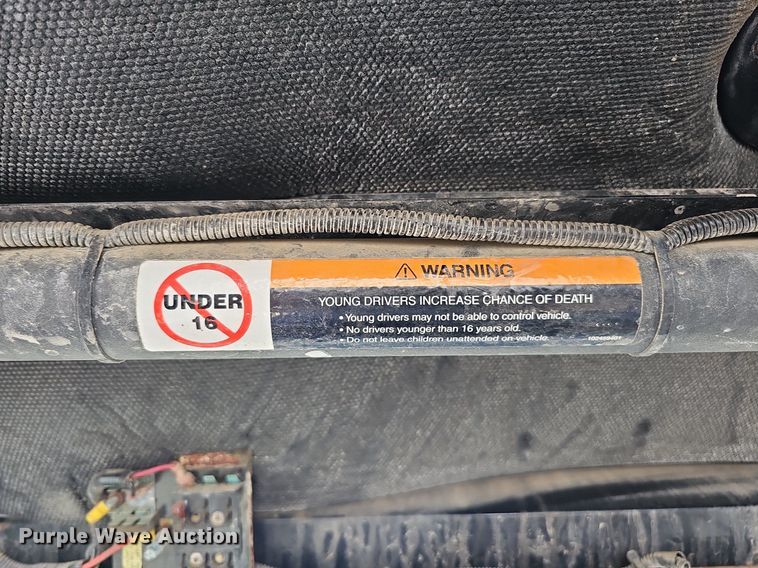 UNDER
16
WARNING
YOUNG DRIVERS INCREASE CHANCE OF DEATH
• Young drivers may not be able to control vehicle.
• No drivers younger than 16 years old.
• Do not leave children unattended on vehicle.
102459401
Purple Wave Auction